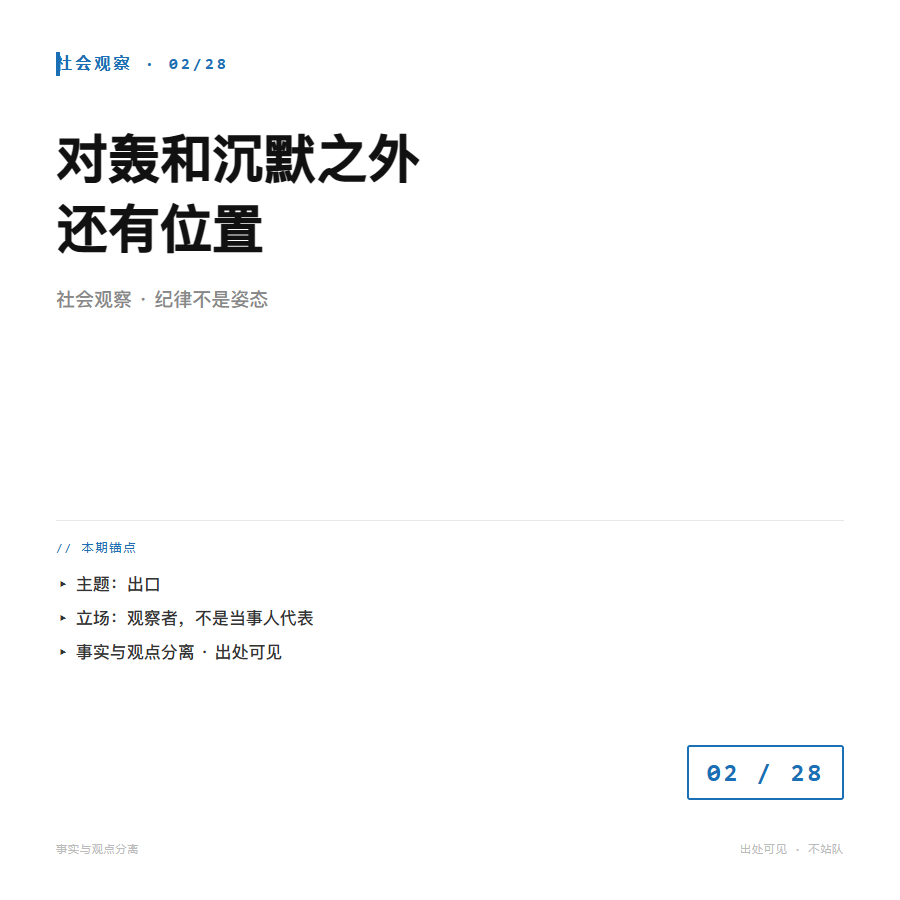 社会观察 · 02/28
对轰和沉默之外
还有位置
社会观察 · 纪律不是姿态
// 本期锚点
▸ 主题：出口
▸ 立场：观察者，不是当事人代表
▸ 事实与观点分离 · 出处可见
02 / 28
事实与观点分离
出处可见 · 不站队